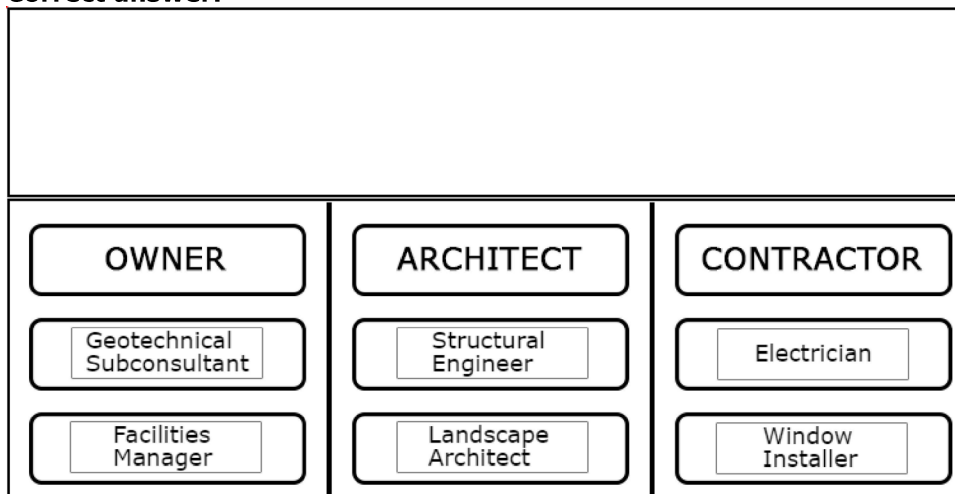 Correct answer:
OWNER
ARCHITECT
CONTRACTOR
Geotechnical
Subconsultant
Structural
Engineer
Electrician
Facilities
Manager
Landscape
Architect
Window
Installer